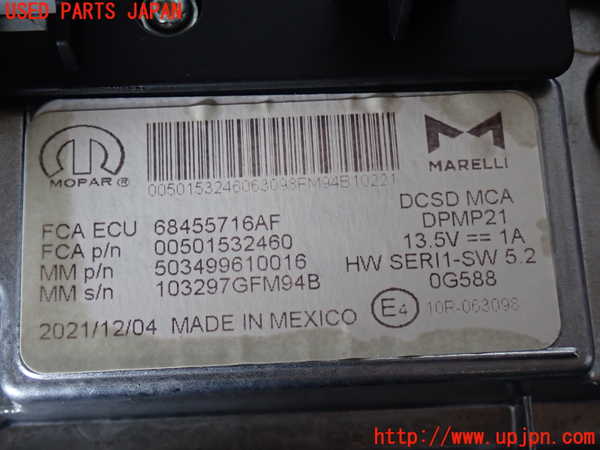 USED PARTS JAPAN
MOPAR®
0050153246063098FM94B10221
MARELLI
FCA ECU 68455716AF
FCA p/n 00501532460
MM p/n 503499610016
MM s/n 103297GFM94B
DCSD MCA
DPMP21
13.5V ⎓ 1A
HW SERI1-SW 5.2
0G588
2021/12/04 MADE IN MEXICO
E4 10R-063098
http://www.upjpn.com